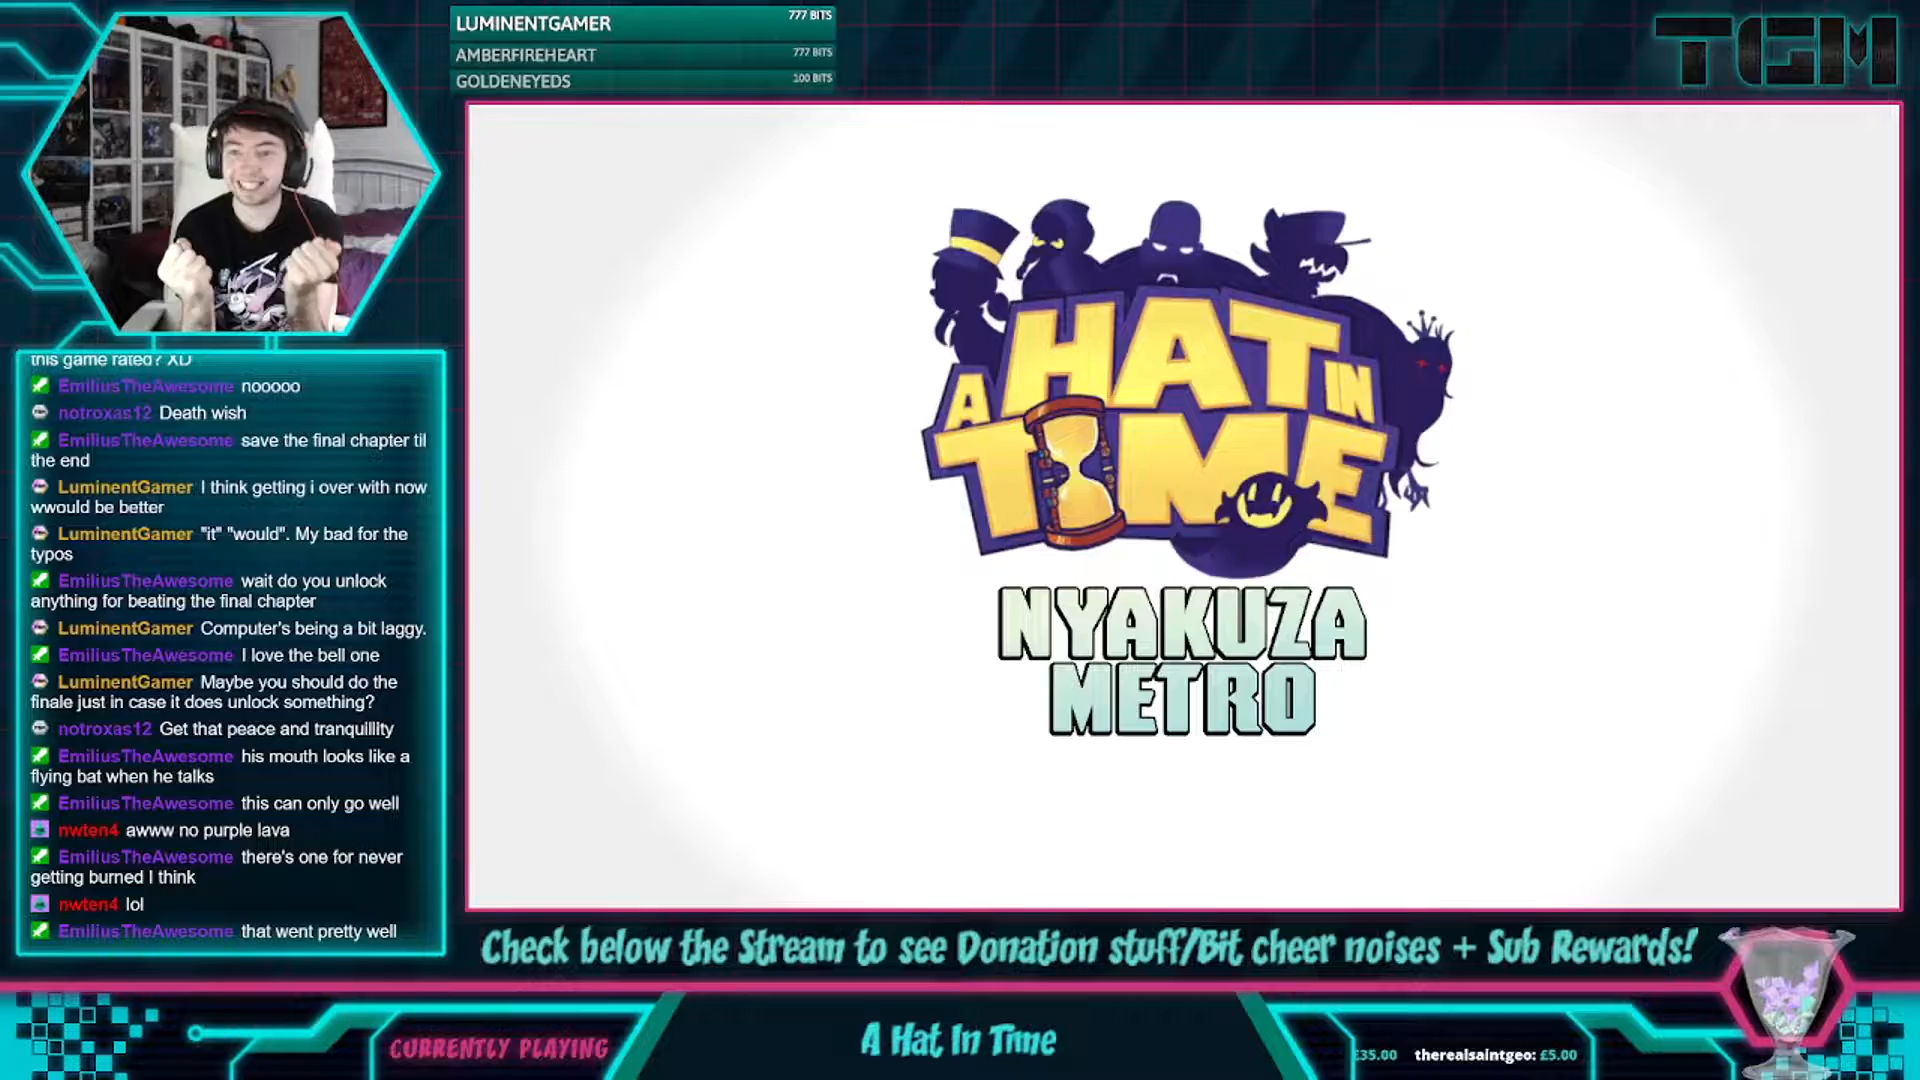 LUMINENTGAMER 777 BITS
AMBERFIREHEART 777 BITS
GOLDENEYEDS 100 BITS
TGM
this game rated? XD
EmiliusTheAwesome nooooo
notroxas12 Death wish
EmiliusTheAwesome save the final chapter til
the end
LuminentGamer I think getting i over with now
wwould be better
LuminentGamer "it" "would". My bad for the
typos
EmiliusTheAwesome wait do you unlock
anything for beating the final chapter
LuminentGamer Computer's being a bit laggy.
EmiliusTheAwesome I love the bell one
LuminentGamer Maybe you should do the
finale just in case it does unlock something?
notroxas12 Get that peace and tranquillity
EmiliusTheAwesome his mouth looks like a
flying bat when he talks
EmiliusTheAwesome this can only go well
nwten4 awww no purple lava
EmiliusTheAwesome there's one for never
getting burned I think
nwten4 lol
EmiliusTheAwesome that went pretty well
A HAT IN
TIME
NYAKUZA
METRO
Check below the Stream to see Donation stuff/Bit cheer noises + Sub Rewards!
CURRENTLY PLAYING
A Hat In Time
£35.00 therealsaintgeo: £5.00